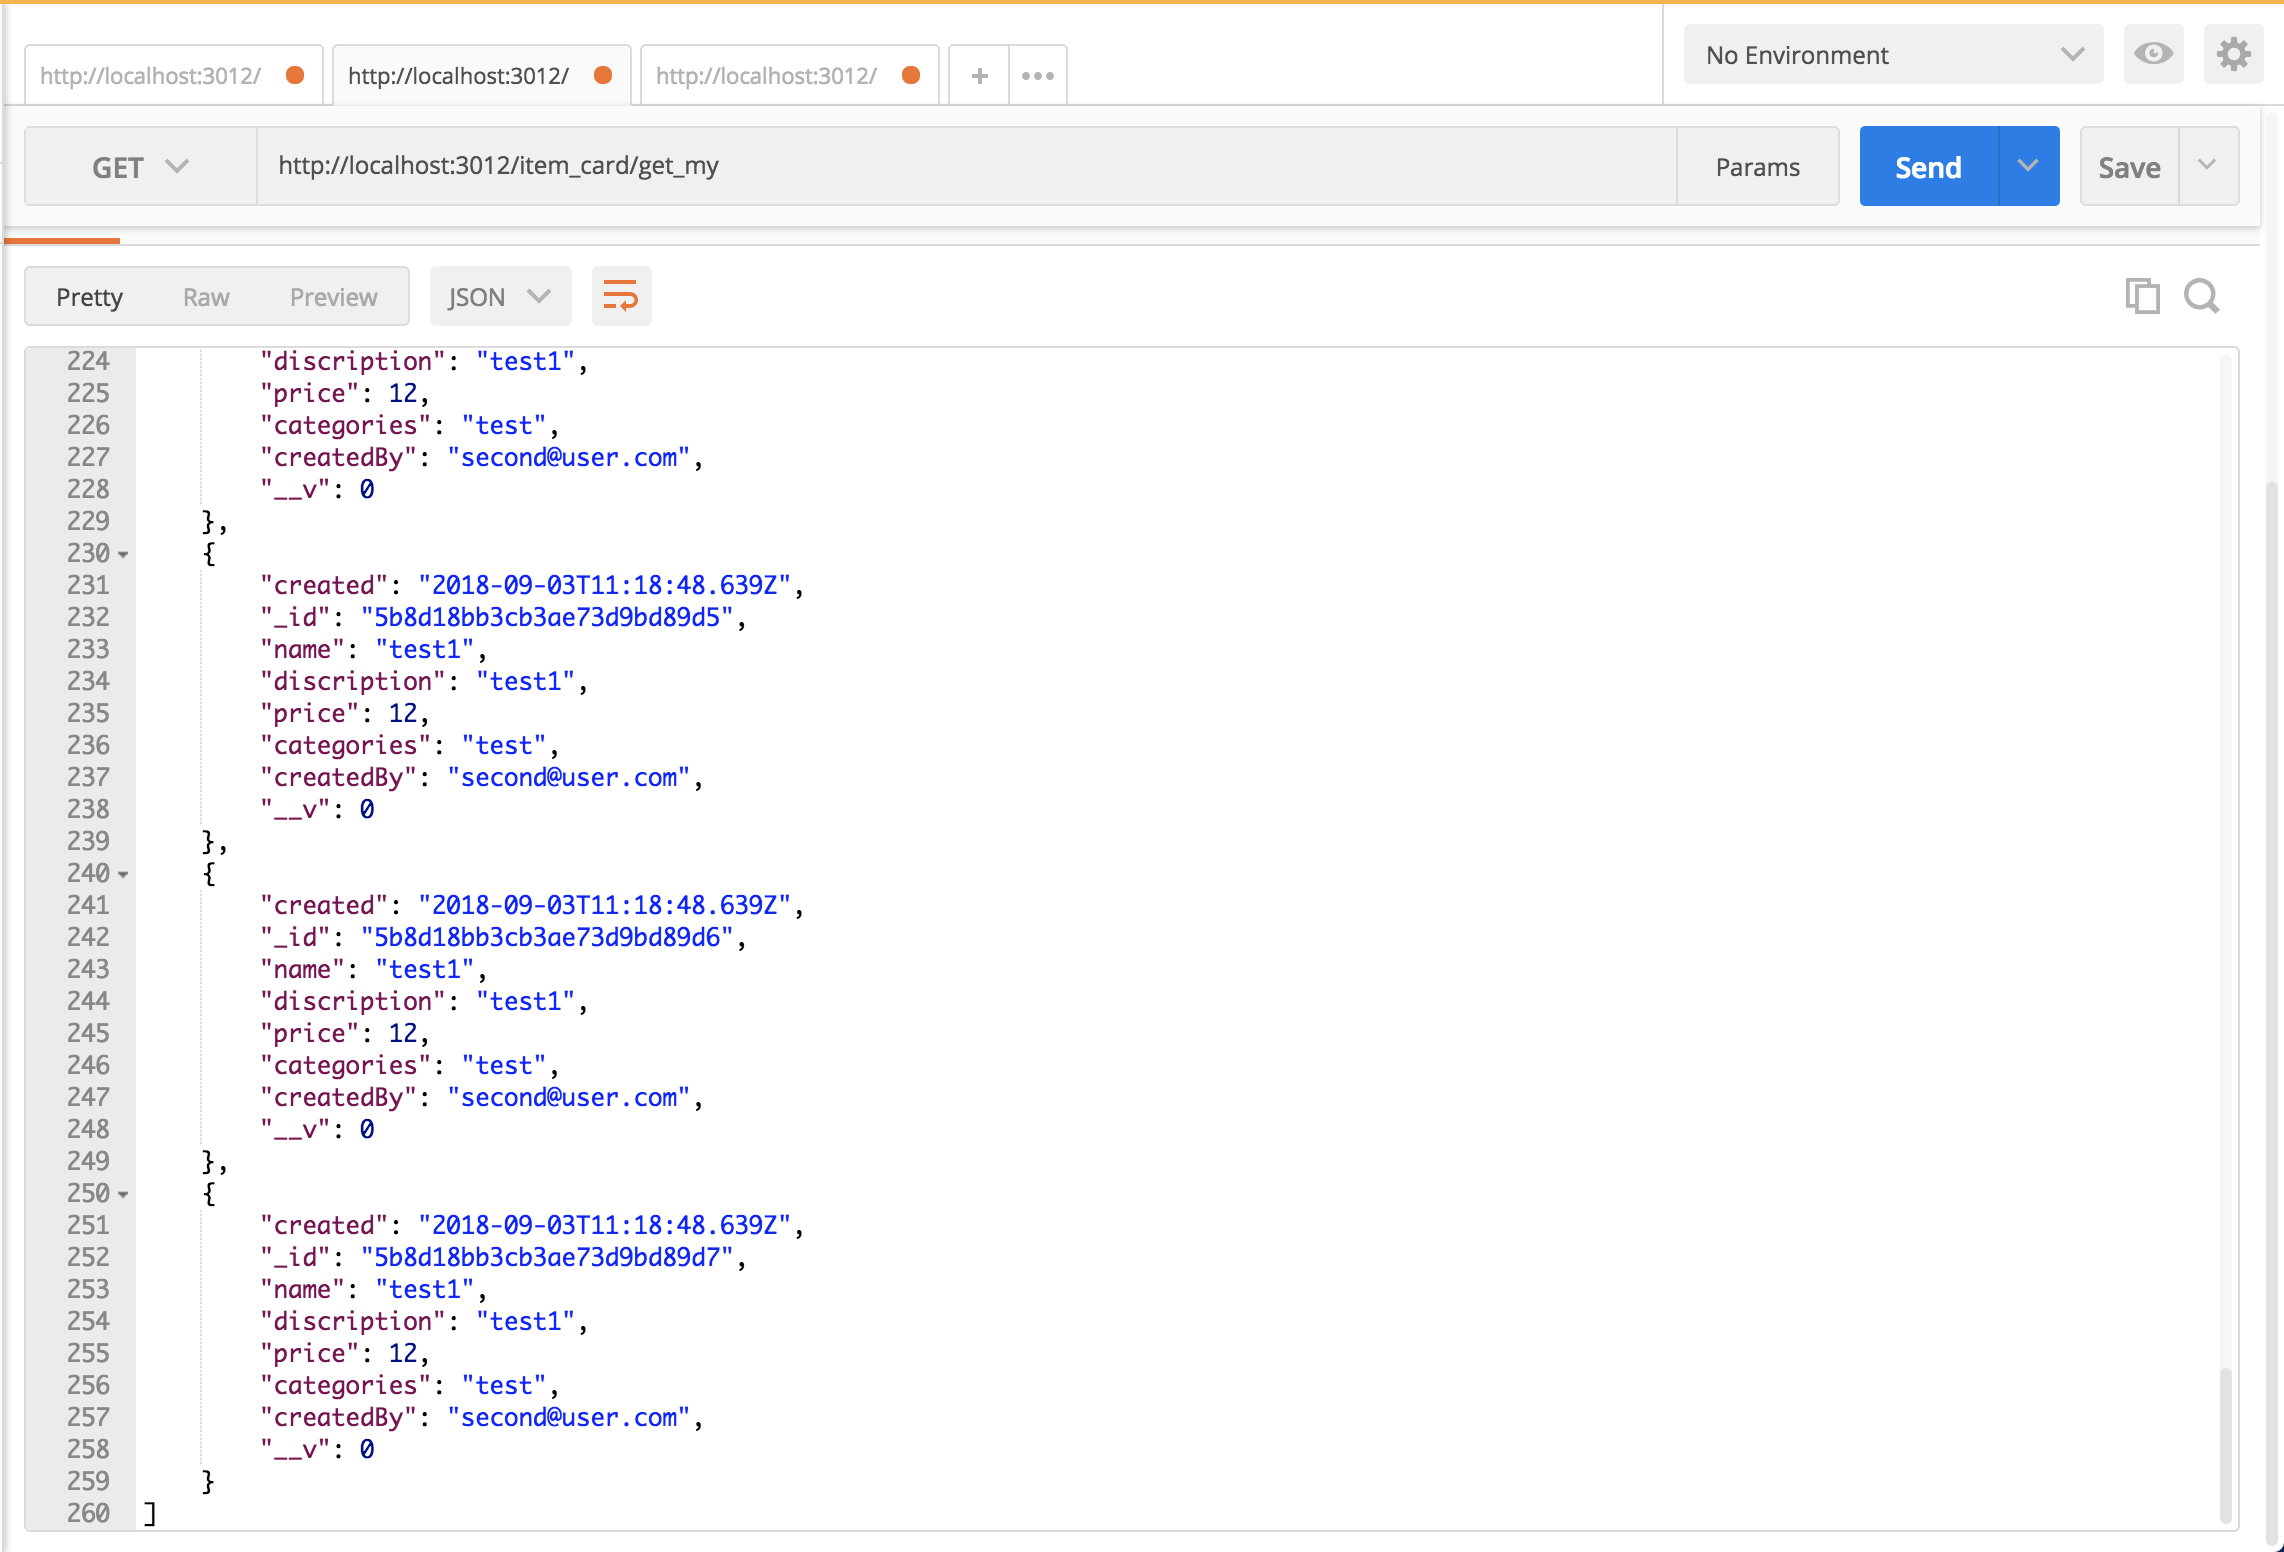 http://localhost:3012/ http://localhost:3012/ http://localhost:3012/ + ••• No Environment
GET http://localhost:3012/item_card/get_my Params Send Save
Pretty Raw Preview JSON
224 "discription": "test1",
225 "price": 12,
226 "categories": "test",
227 "createdBy": "second@user.com",
228 "__v": 0
229 },
230 {
231 "created": "2018-09-03T11:18:48.639Z",
232 "_id": "5b8d18bb3cb3ae73d9bd89d5",
233 "name": "test1",
234 "discription": "test1",
235 "price": 12,
236 "categories": "test",
237 "createdBy": "second@user.com",
238 "__v": 0
239 },
240 {
241 "created": "2018-09-03T11:18:48.639Z",
242 "_id": "5b8d18bb3cb3ae73d9bd89d6",
243 "name": "test1",
244 "discription": "test1",
245 "price": 12,
246 "categories": "test",
247 "createdBy": "second@user.com",
248 "__v": 0
249 },
250 {
251 "created": "2018-09-03T11:18:48.639Z",
252 "_id": "5b8d18bb3cb3ae73d9bd89d7",
253 "name": "test1",
254 "discription": "test1",
255 "price": 12,
256 "categories": "test",
257 "createdBy": "second@user.com",
258 "__v": 0
259 }
260 ]